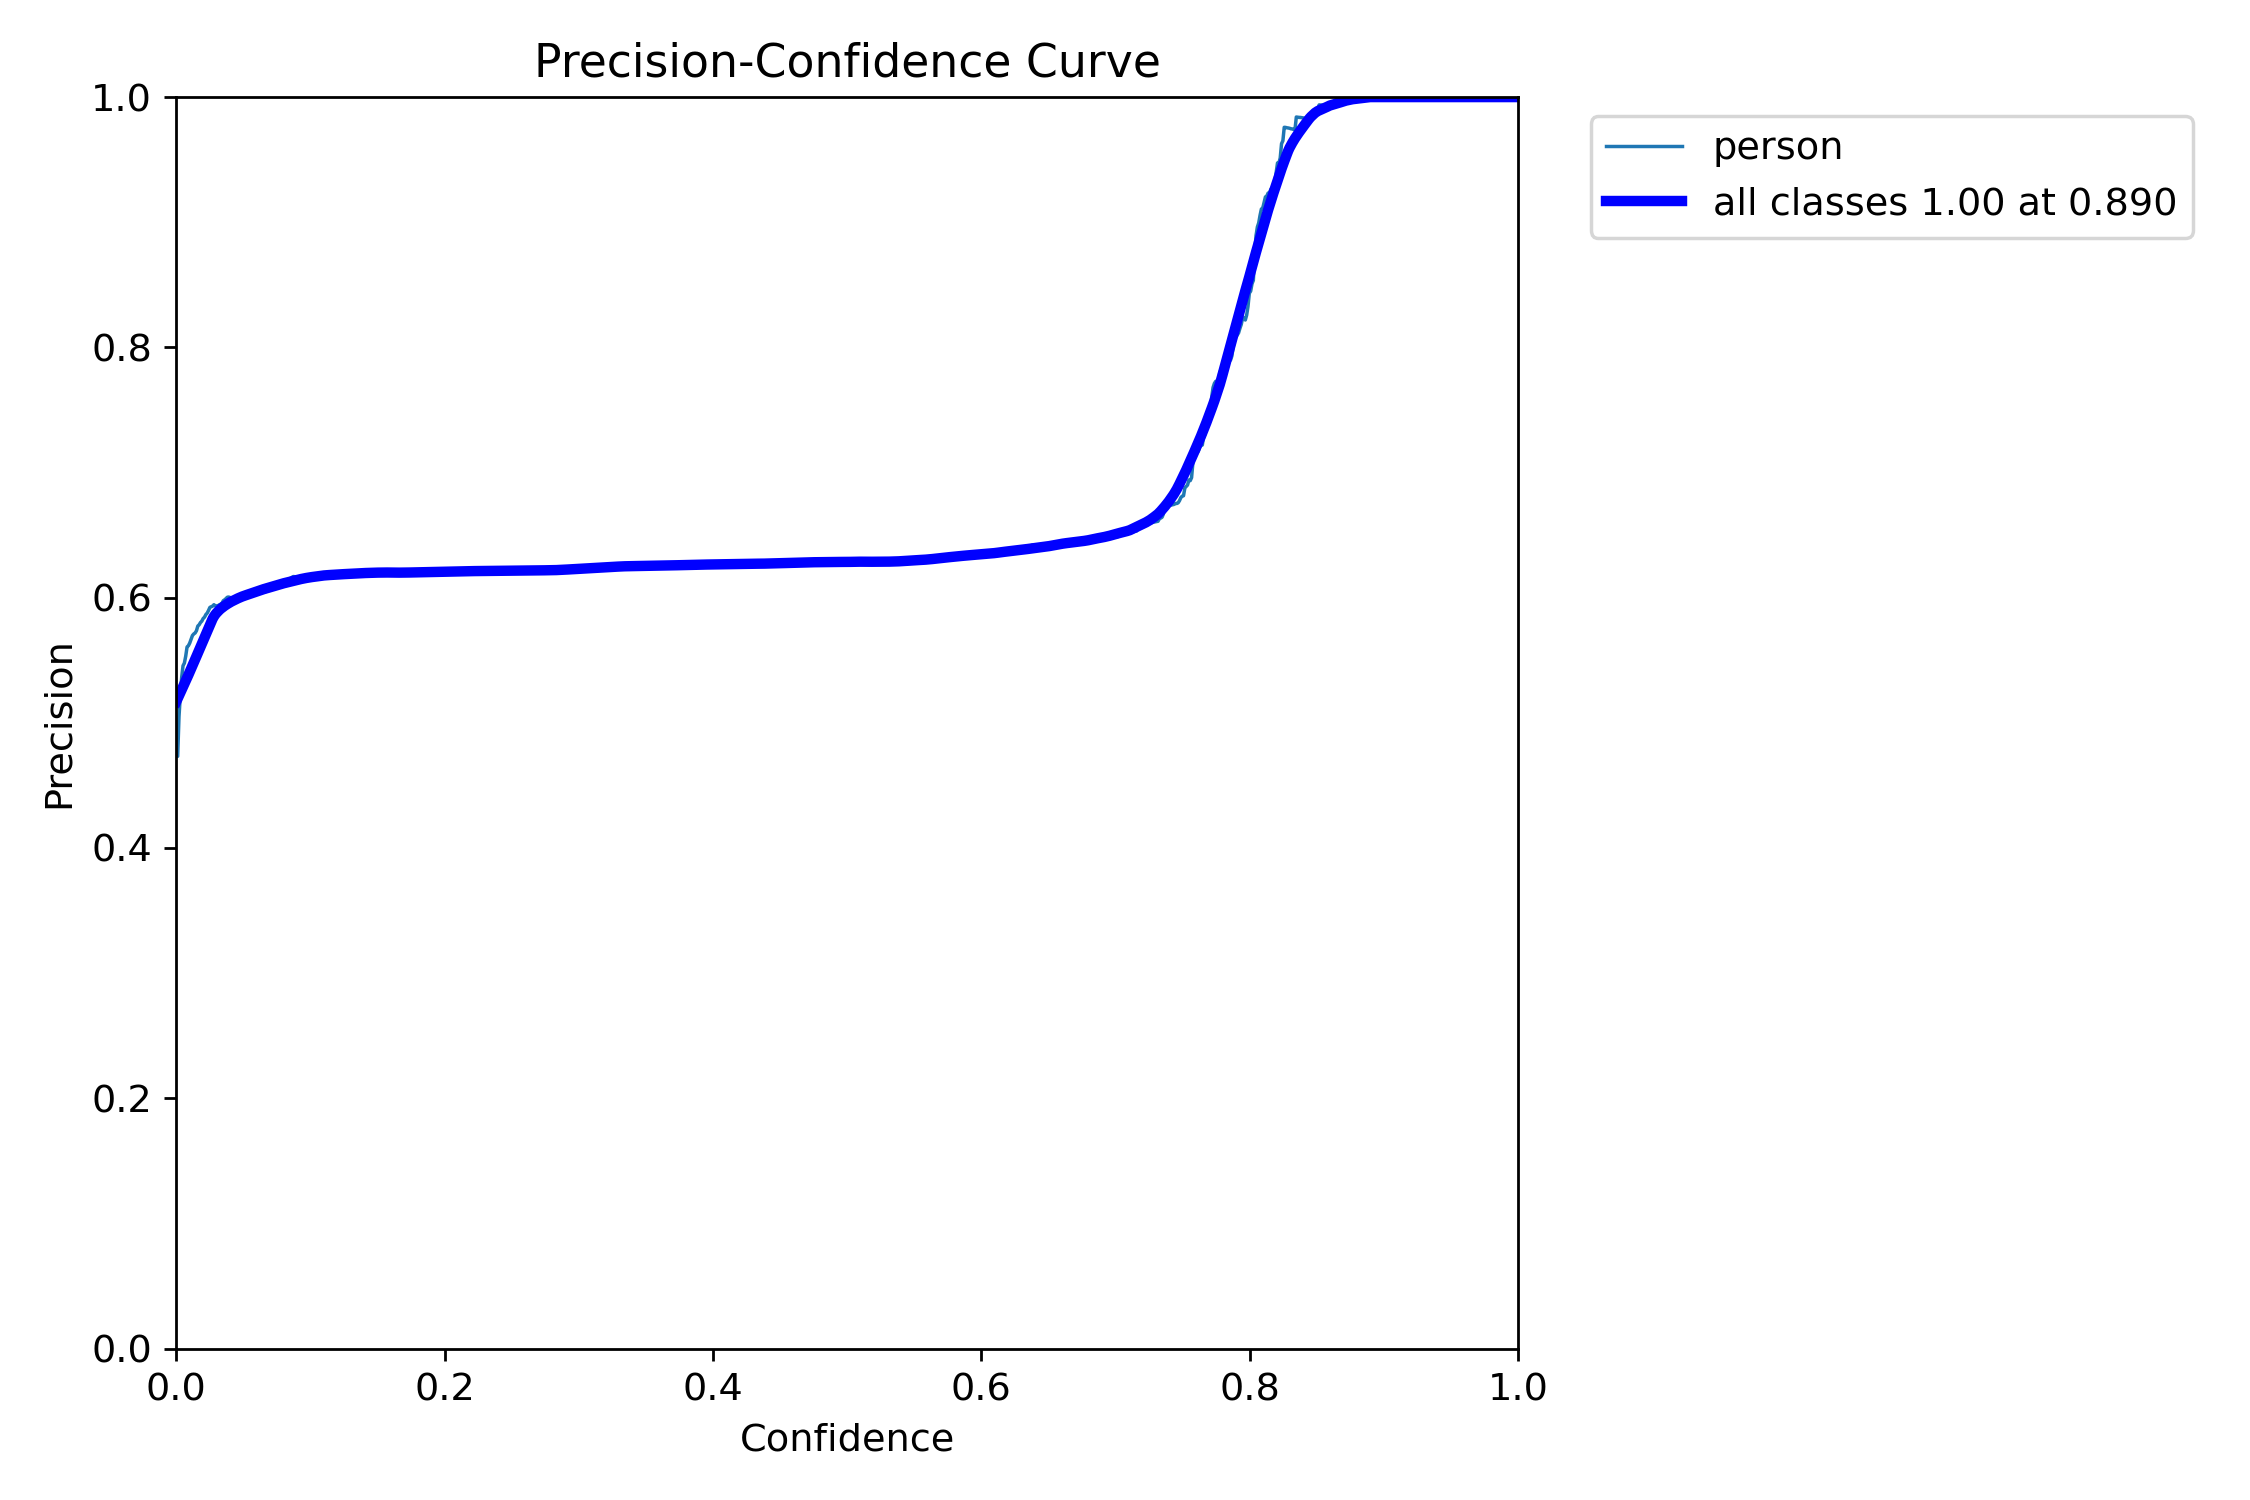 Precision-Confidence Curve
1.0
0.8
0.6
0.4
0.2
0.0
Precision
0.0 0.2 0.4 0.6 0.8 1.0
Confidence
person
all classes 1.00 at 0.890